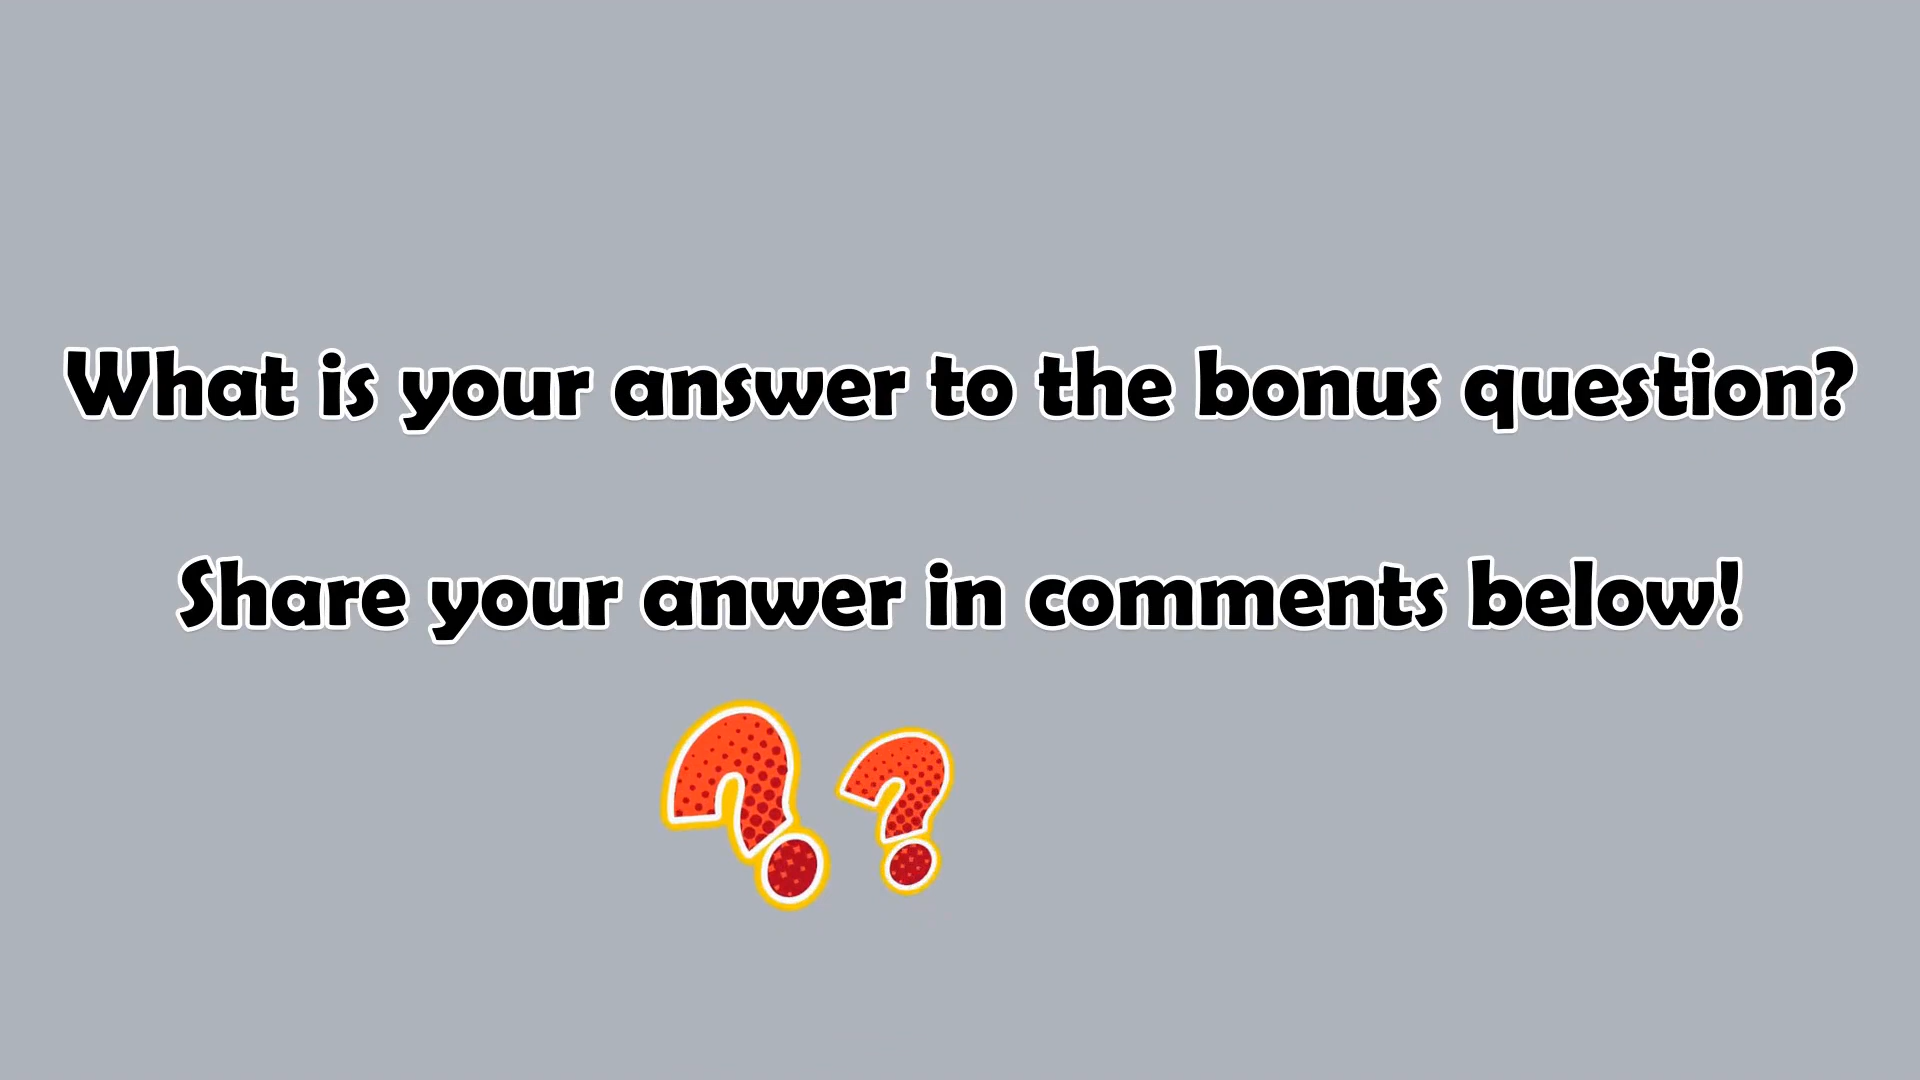 What is your answer to the bonus question?
Share your anwer in comments below!
??